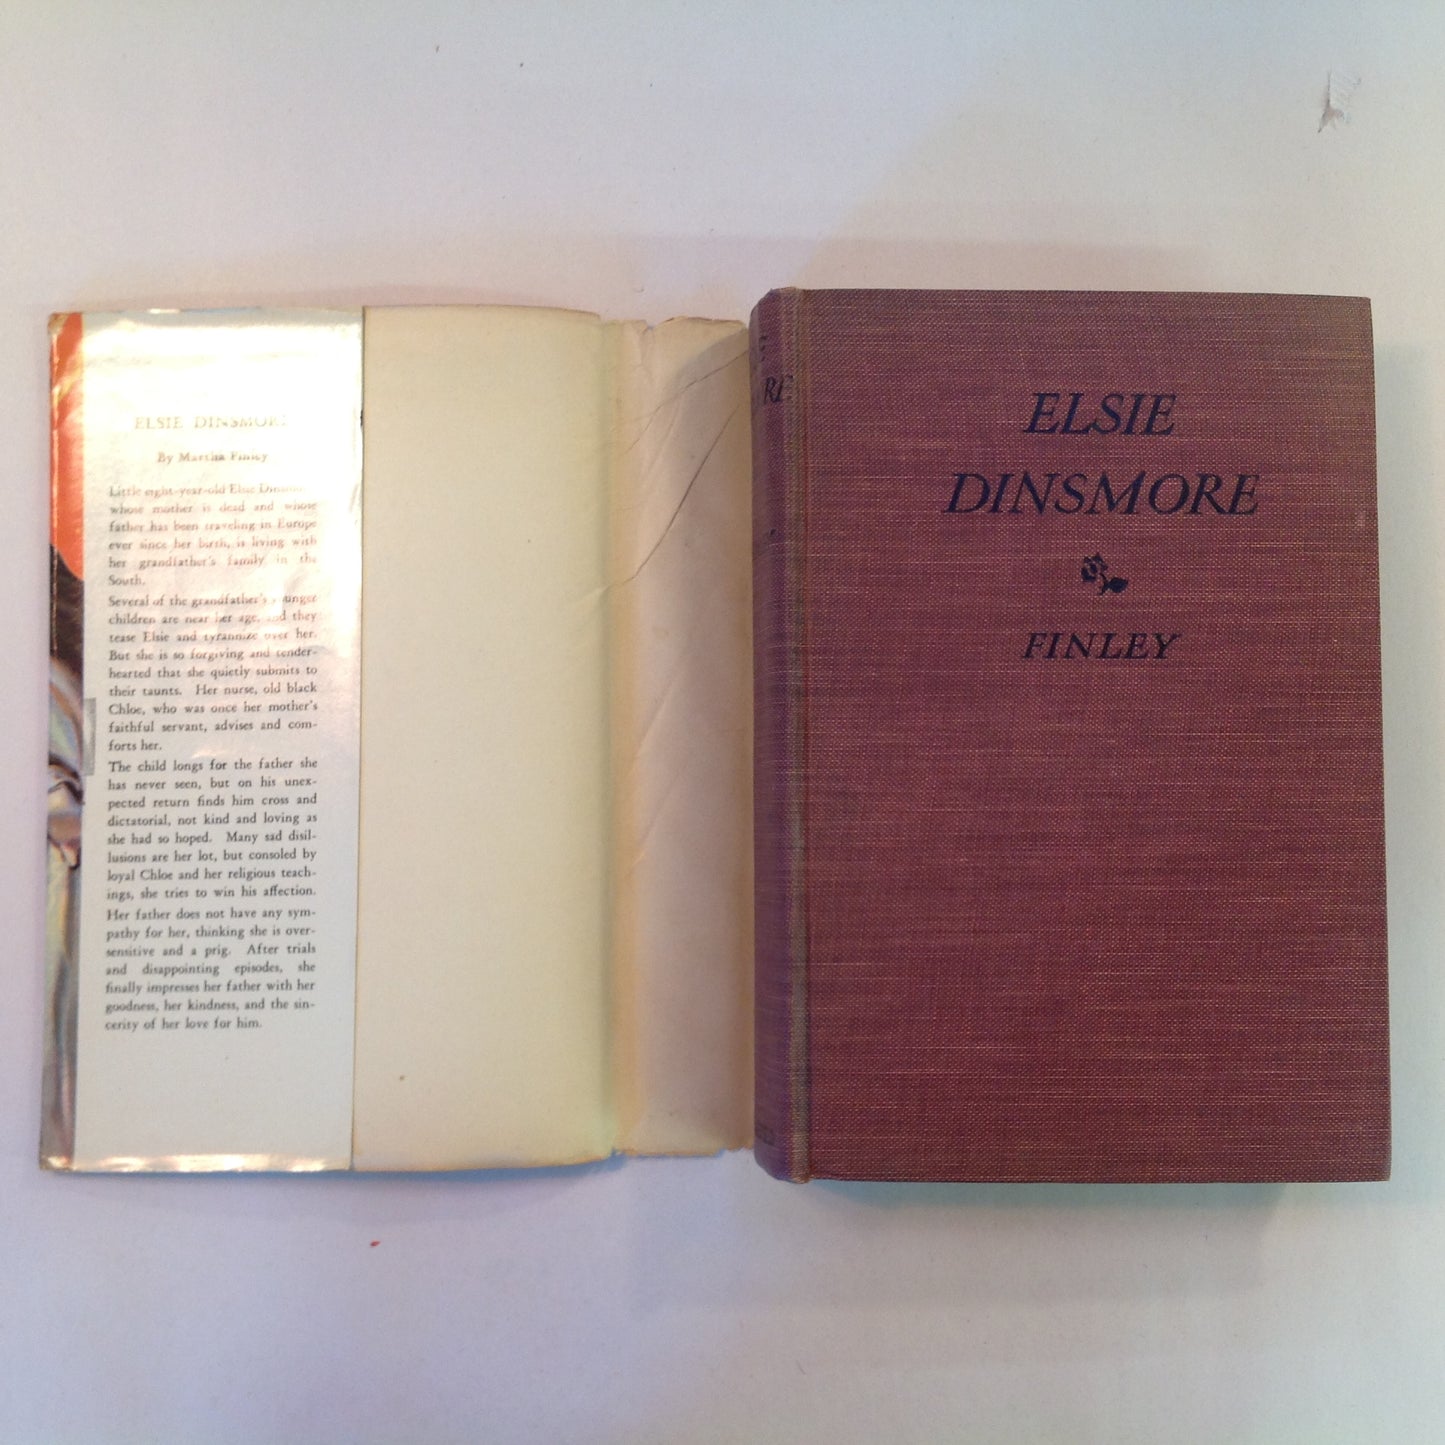 ELSIE DINSMORE
By Martha Finley
Little eight-year-old Elsie
whose mother is dead and whose
father has been traveling in Europe
ever since her birth, is living with
her grandfather's family in the
South.
Several of the grandfather's younger
children are near her age, and they
tease Elsie and tyrannize over her.
But she is so forgiving and tender-
hearted that she quietly submits to
their taunts. Her nurse, old black
Chloe, who was once her mother's
faithful servant, advises and com-
forts her.
The child longs for the father she
has never seen, but on his unex-
pected return finds him cross and
dictatorial, not kind and loving as
she had so hoped. Many sad disil-
lusions are her lot, but consoled by
loyal Chloe and her religious teach-
ings, she tries to win his affection.
Her father does not have any sym-
pathy for her, thinking she is over-
sensitive and a prig. After trials
and disappointing episodes, she
finally impresses her father with her
goodness, her kindness, and the sin-
cerity of her love for him.
RE
ELSIE
DINSMORE
FINLEY